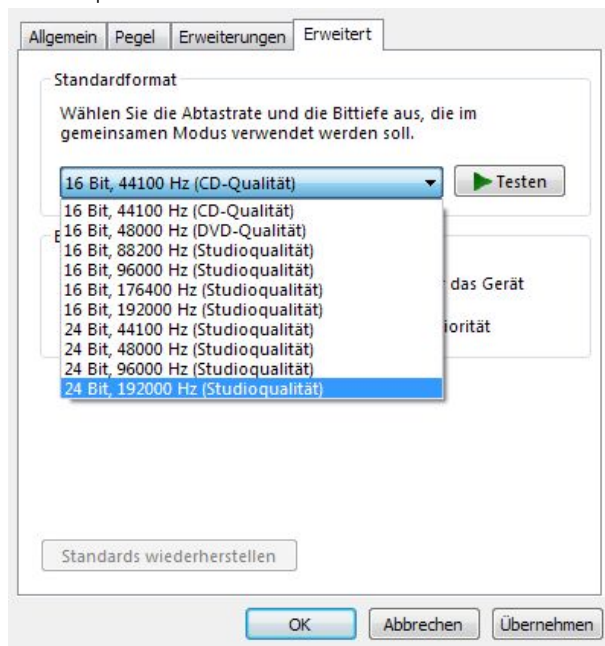 Allgemein Pegel Erweiterungen Erweitert
Standardformat
Wählen Sie die Abtastrate und die Bittiefe aus, die im
gemeinsamen Modus verwendet werden soll.
16 Bit, 44100 Hz (CD-Qualität) Testen
16 Bit, 44100 Hz (CD-Qualität)
16 Bit, 48000 Hz (DVD-Qualität)
16 Bit, 88200 Hz (Studioqualität)
16 Bit, 96000 Hz (Studioqualität)
16 Bit, 176400 Hz (Studioqualität)
das Gerät
16 Bit, 192000 Hz (Studioqualität)
24 Bit, 44100 Hz (Studioqualität)
iorität
24 Bit, 48000 Hz (Studioqualität)
24 Bit, 96000 Hz (Studioqualität)
24 Bit, 192000 Hz (Studioqualität)
Standards wiederherstellen
OK Abbrechen Übernehmen